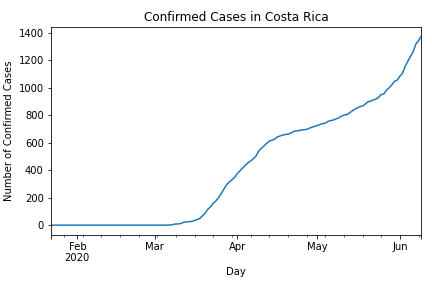 Confirmed Cases in Costa Rica
1400
1200
1000
800
600
400
200
0
Number of Confirmed Cases
Feb
2020
Mar
Apr
May
Jun
Day